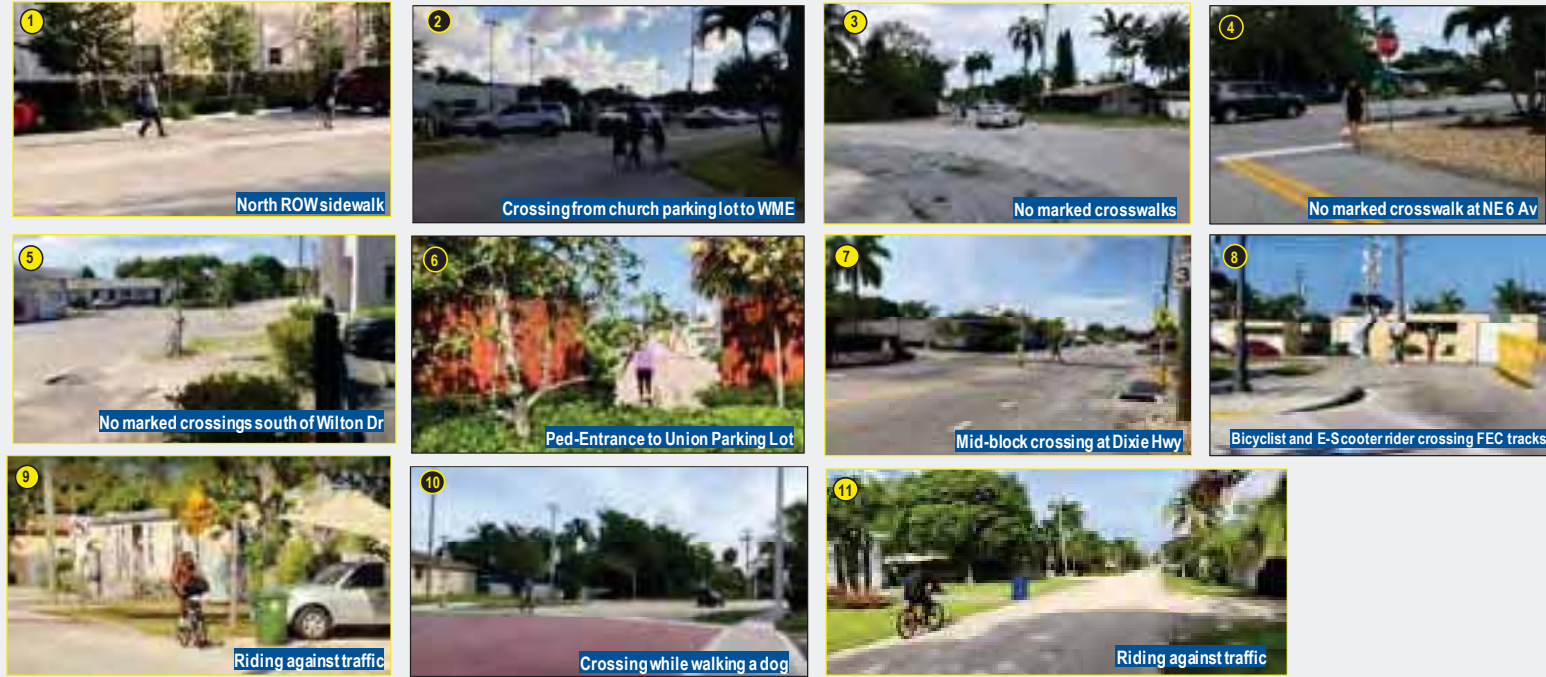 1
North ROW sidewalk
2
Crossing from church parking lot to WME
3
No marked crosswalks
4
No marked crosswalk at NE 6 Av
5
No marked crossings south of Wilton Dr
6
Ped-Entrance to Union Parking Lot
7
3
Mid-block crossing at Dixie Hwy
8
Bicyclist and E-Scooter rider crossing FEC tracks
9
Riding against traffic
10
Crossing while walking a dog
11
Riding against traffic